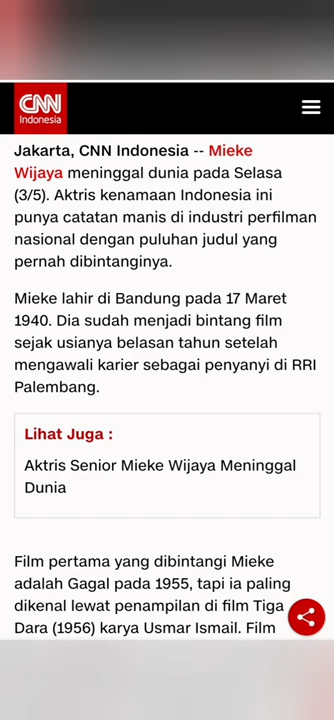 CNN
Indonesia
Jakarta, CNN Indonesia -- Mieke
Wijaya meninggal dunia pada Selasa
(3/5). Aktris kenamaan Indonesia ini
punya catatan manis di industri perfilman
nasional dengan puluhan judul yang
pernah dibintanginya.
Mieke lahir di Bandung pada 17 Maret
1940. Dia sudah menjadi bintang film
sejak usianya belasan tahun setelah
mengawali karier sebagai penyanyi di RRI
Palembang.
Lihat Juga :
Aktris Senior Mieke Wijaya Meninggal
Dunia
Film pertama yang dibintangi Mieke
adalah Gagal pada 1955, tapi ia paling
dikenal lewat penampilan di film Tiga
Dara (1956) karya Usmar Ismail. Film